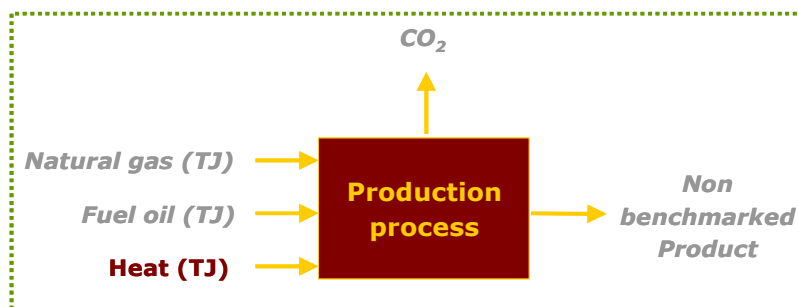 CO₂
Natural gas (TJ)
Fuel oil (TJ)
Heat (TJ)
Production
process
Non
benchmarked
Product